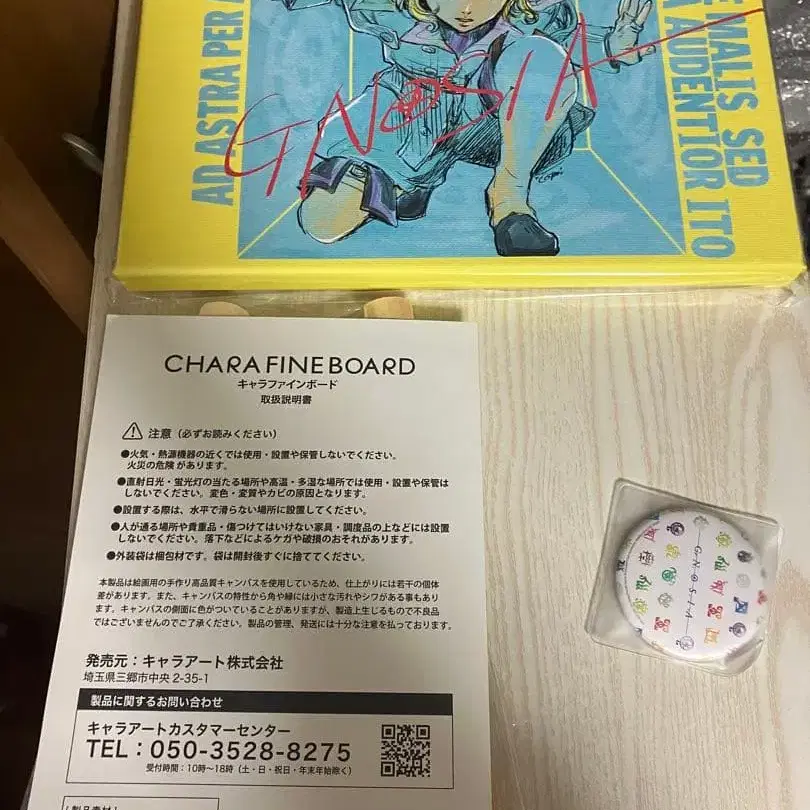 AD ASTRA PER
MALIS SED
AUDENTIOR ITO
GNOSIA
CHARA FINE BOARD
キャラファインボード
取扱説明書
注意（必ずお読みください）
●火気・熱源機器の近くでは使用・設置や保管しないでください。
火災の危険があります。
●直射日光・蛍光灯の当たる場所や高温・多湿な場所では使用・設置や保管は
しないでください。変色・変質やカビの原因となります。
●設置する際は、水平で滑らない場所に設置してください。
●人が通る場所や貴重品・傷つけてはいけない家具・調度品の上などには設置
しないでください。落下などによるケガや破損のおそれがあります。
●外装袋は梱包材です。袋は開封後すぐに捨ててください。
本製品は絵画用の手作り高品質キャンバスを使用しているため、仕上がりには若干の個体
差があります。また、キャンバスの特性から角や縁には小さな汚れやシワがある事もあり
ます。キャンバスの側面に色がついていることがありますが、製造上生じるもので不良品
ではございませんのでご了承ください。製品の管理、発送には十分な注意を払っております。
発売元：キャラアート株式会社
埼玉県三郷市中央 2-35-1
製品に関するお問い合わせ
キャラアートカスタマーセンター
TEL：050-3528-8275
受付時間：10時〜18時（土・日・祝日・年末年始除く）
[製品素材]
GNOSIA